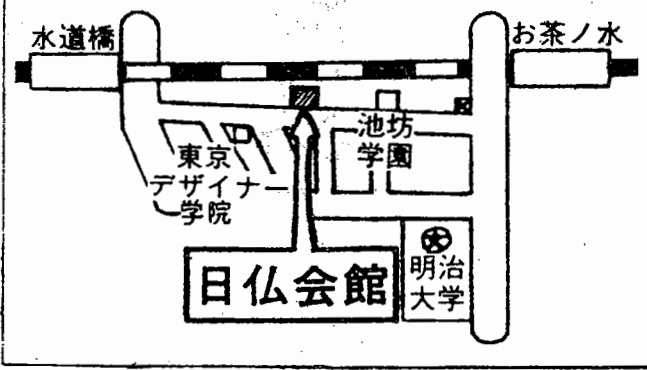 水道橋
お茶ノ水
東京
デザイナー
学院
池坊
学園
日仏会館
明治
大学